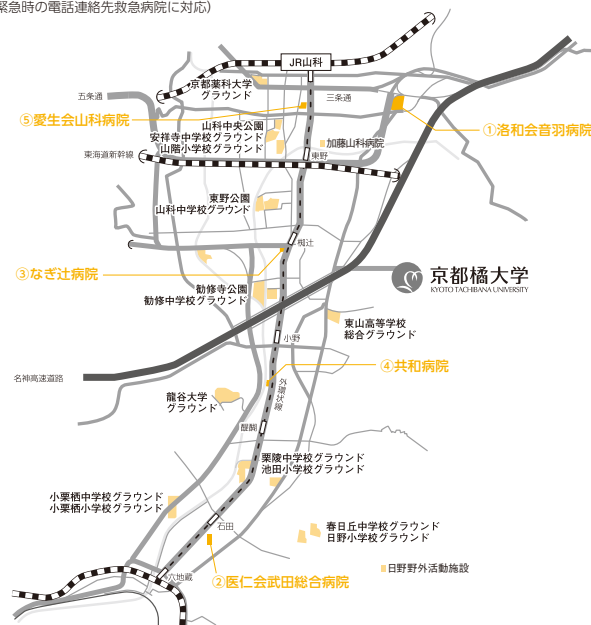 緊急時の電話連絡先救急病院に対応)
JR山科
京都薬科大学
グラウンド
五条通
三条通
⑤愛生会山科病院
①洛和会音羽病院
山科中央公園
安祥寺中学校グラウンド
山階小学校グラウンド
加藤山科病院
東海道新幹線
東野
東野公園
山科中学校グラウンド
椥辻
③なぎ辻病院
京都橘大学
KYOTO TACHIBANA UNIVERSITY
勧修寺公園
勧修中学校グラウンド
東山高等学校
総合グラウンド
小野
④共和病院
名神高速道路
外環状線
龍谷大学
グラウンド
醍醐
栗陵中学校グラウンド
池田小学校グラウンド
小栗栖中学校グラウンド
小栗栖小学校グラウンド
石田
春日丘中学校グラウンド
日野小学校グラウンド
日野野外活動施設
六地蔵
②医仁会武田総合病院